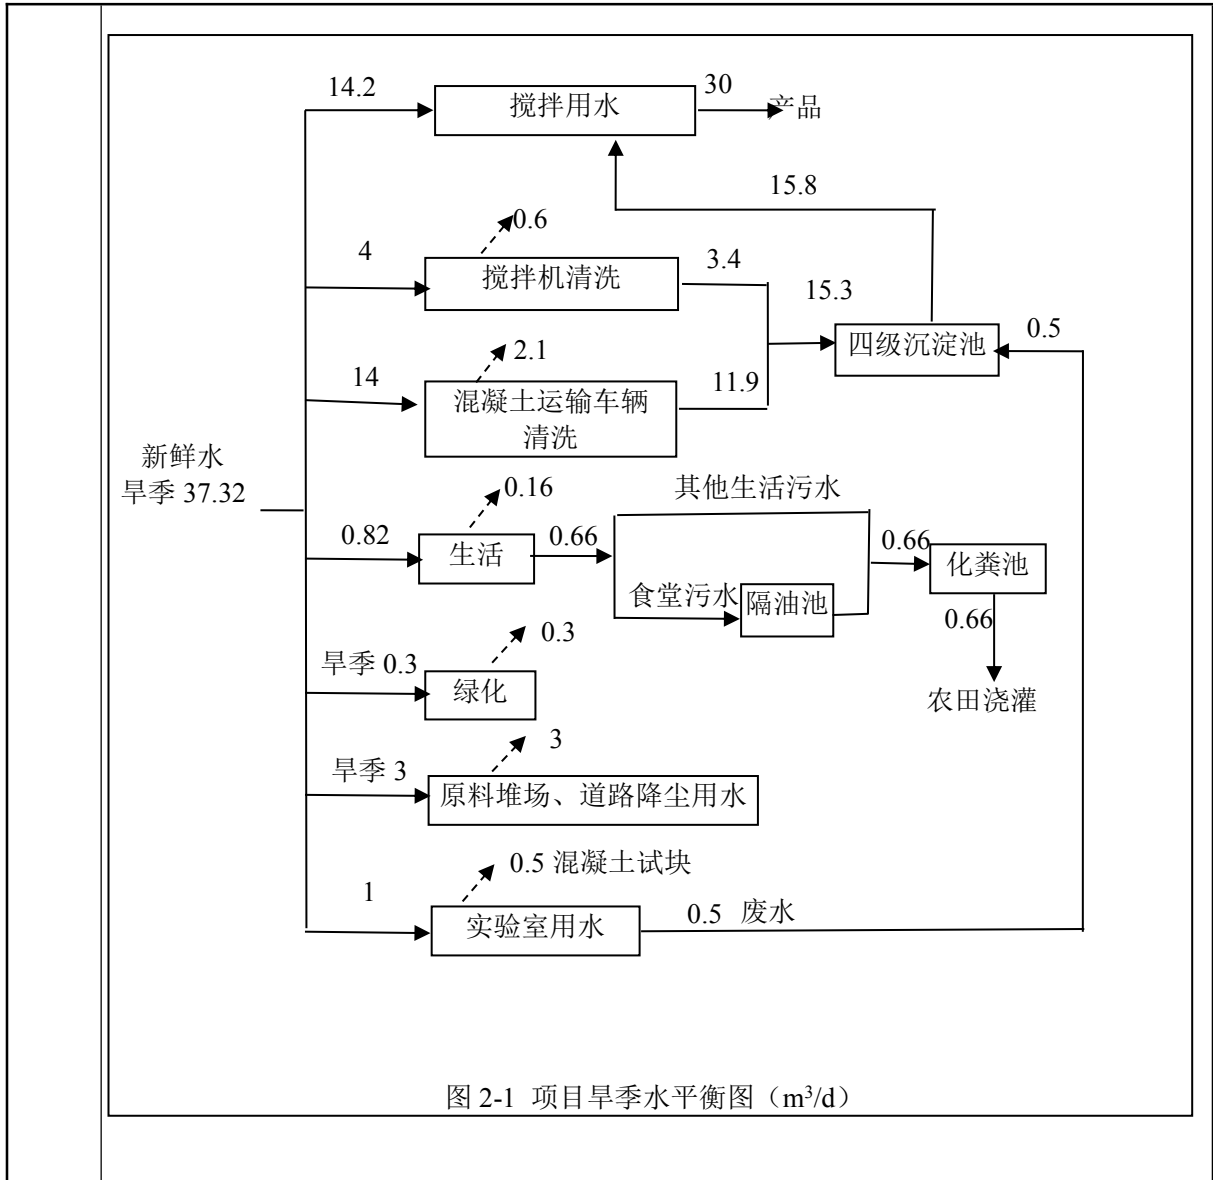 14.2
搅拌用水
30
产品
15.8
0.6
4
搅拌机清洗
3.4
15.3
四级沉淀池
0.5
2.1
14
混凝土运输车辆
清洗
11.9
新鲜水
旱季 37.32
0.16
其他生活污水
0.82
生活
0.66
0.66
化粪池
食堂污水
隔油池
0.66
农田浇灌
0.3
旱季 0.3
绿化
3
旱季 3
原料堆场、道路降尘用水
0.5 混凝土试块
1
实验室用水
0.5 废水
图 2-1 项目旱季水平衡图（m³/d）